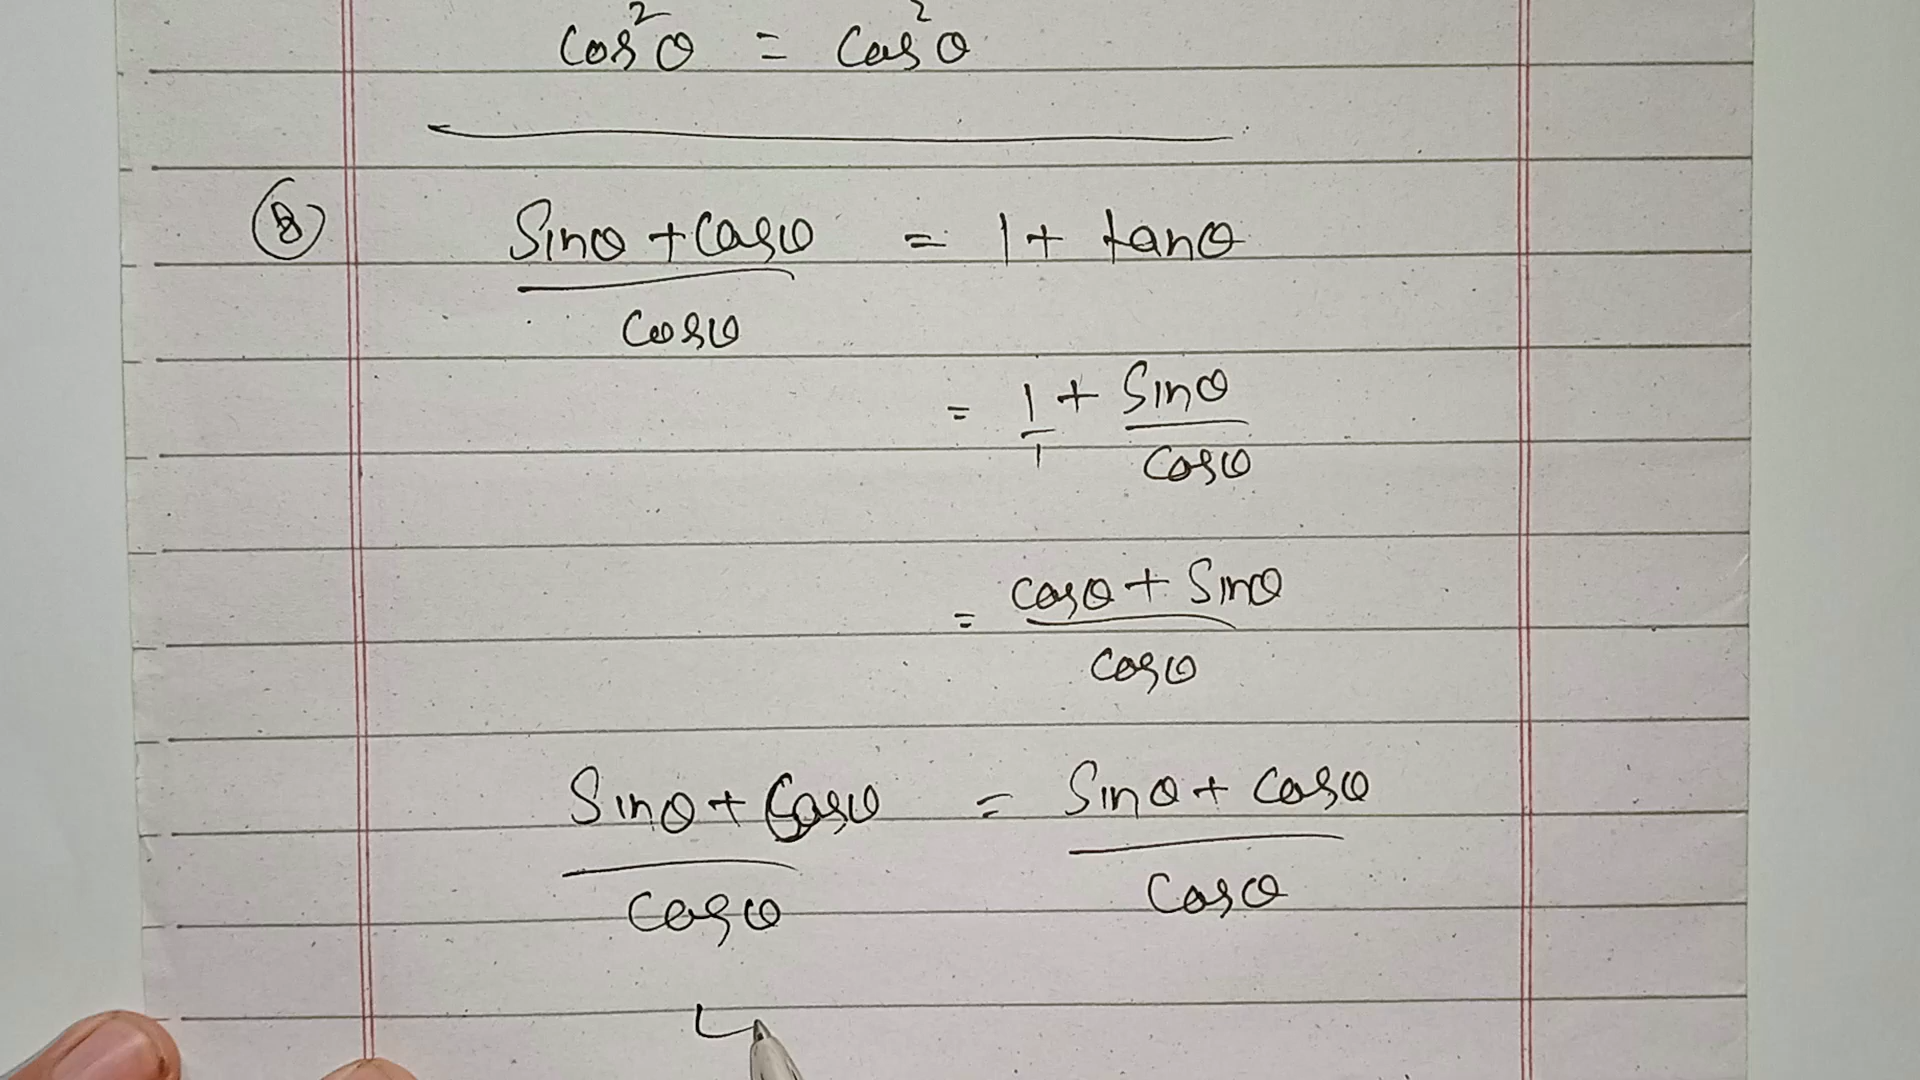 cos²θ = cos²θ
⑧ sinθ + cosθ = 1 + tanθ
cosθ
= 1 + sinθ
1 cosθ
= cosθ + sinθ
cosθ
sinθ + cosθ = sinθ + cosθ
cosθ cosθ